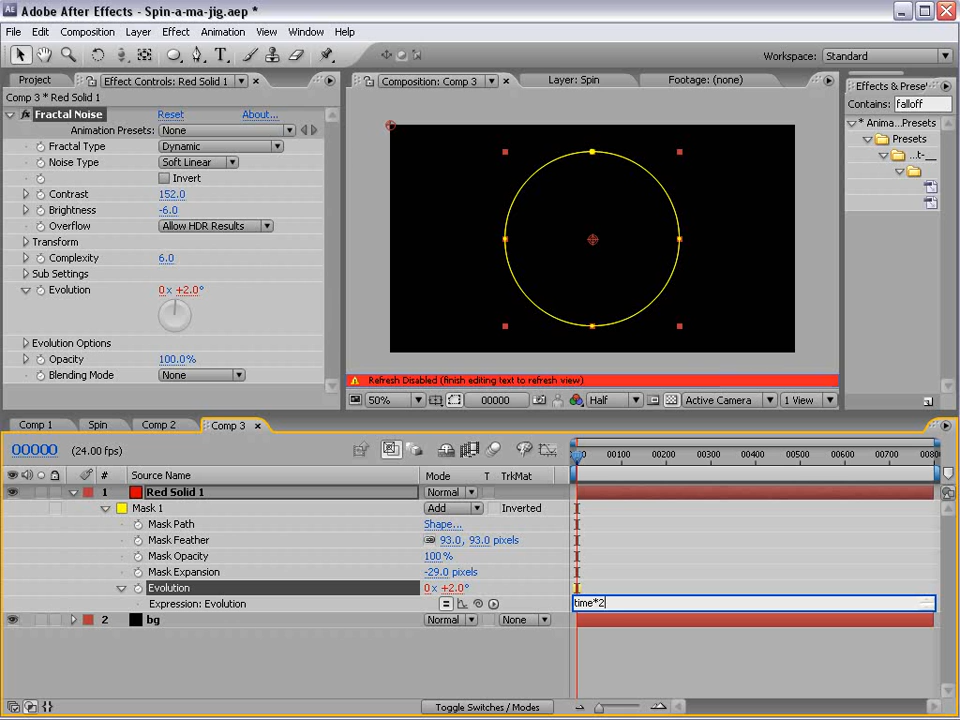 Adobe After Effects - Spin-a-ma-jig.aep *
File Edit Composition Layer Effect Animation View Window Help
Workspace: Standard
Project Effect Controls: Red Solid 1
Comp 3 * Red Solid 1
Fractal Noise Reset About...
Animation Presets: None
Fractal Type Dynamic
Noise Type Soft Linear
Invert
Contrast 152.0
Brightness -6.0
Overflow Allow HDR Results
Transform
Complexity 6.0
Sub Settings
Evolution 0 x +2.0°
Evolution Options
Opacity 100.0%
Blending Mode None
Composition: Comp 3 Layer: Spin Footage: (none)
Refresh Disabled (finish editing text to refresh view)
50% 00000 Half Active Camera 1 View
Effects & Prese
Contains: falloff
* Anima...Presets
Presets
...t-__
Comp 1 Spin Comp 2 Comp 3
00000 (24.00 fps)
# Source Name Mode T TrkMat
00100 00200 00300 00400 00500 00600 00700 0080
1 Red Solid 1 Normal
Mask 1 Add Inverted
Mask Path Shape...
Mask Feather 93.0, 93.0 pixels
Mask Opacity 100%
Mask Expansion -29.0 pixels
Evolution 0 x +2.0°
Expression: Evolution time*2
2 bg Normal None
Toggle Switches / Modes